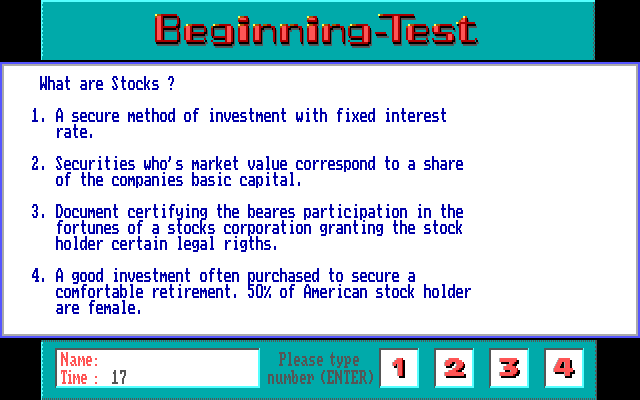 Beginning-Test
What are Stocks ?
1. A secure method of investment with fixed interest
rate.
2. Securities who's market value correspond to a share
of the companies basic capital.
3. Document certifying the beares participation in the
fortunes of a stocks corporation granting the stock
holder certain legal rigths.
4. A good investment often purchased to secure a
comfortable retirement. 50% of American stock holder
are female.
Name:
Time : 17
Please type
number (ENTER)
1 2 3 4